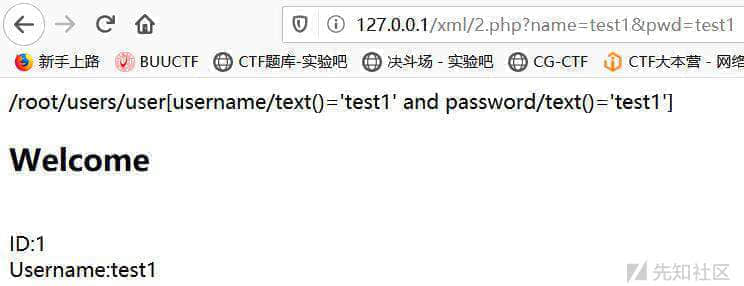 127.0.0.1/xml/2.php?name=test1&pwd=test1
新手上路 BUUCTF CTF题库-实验吧 决斗场 - 实验吧 CG-CTF CTF大本营 - 网络
/root/users/user[username/text()='test1' and password/text()='test1']
Welcome
ID:1
Username:test1
先知社区